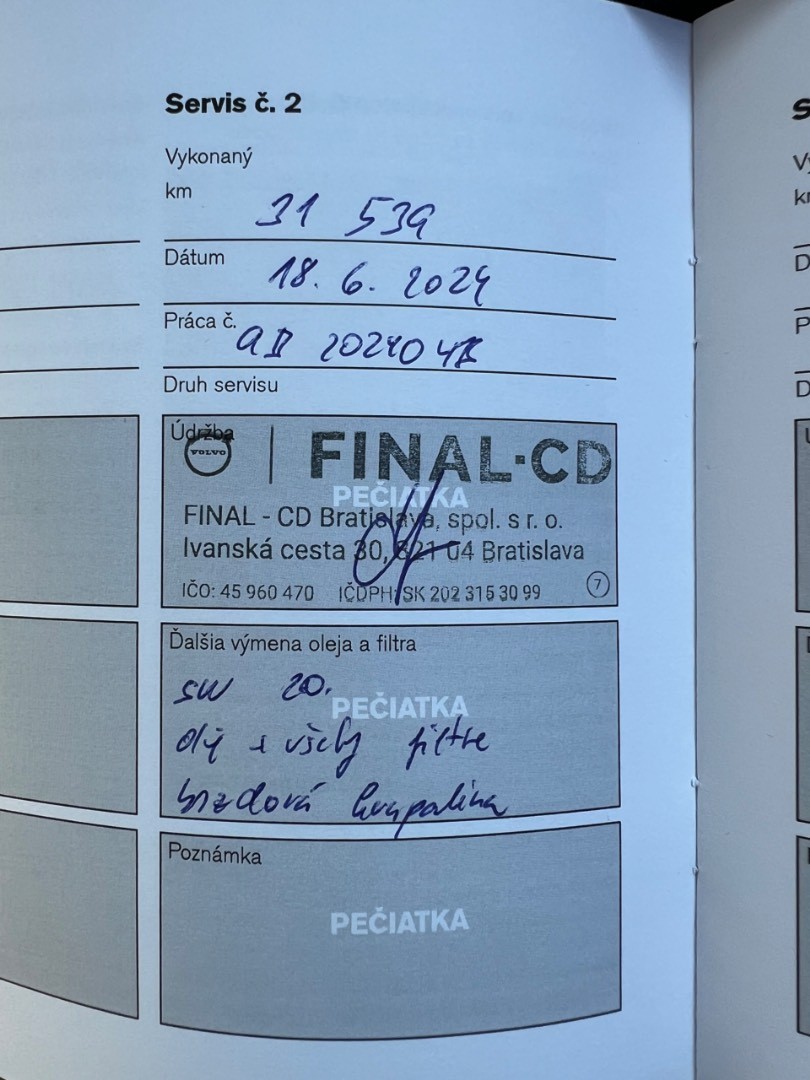 Servis č. 2
Vykonaný
km
31 539
Dátum
18. 6. 2024
Práca č.
Druh servisu
Údržba
VOLVO
FINAL·CD
PEČIATKA
FINAL - CD Bratislava, spol. s r. o.
Ivanská cesta 30, 821 04 Bratislava
IČO: 45 960 470 IČDPH: SK 202 315 30 99
7
Ďalšia výmena oleja a filtra
20.
PEČIATKA
olej + všetky filtre
brzdová kvapalina
Poznámka
PEČIATKA